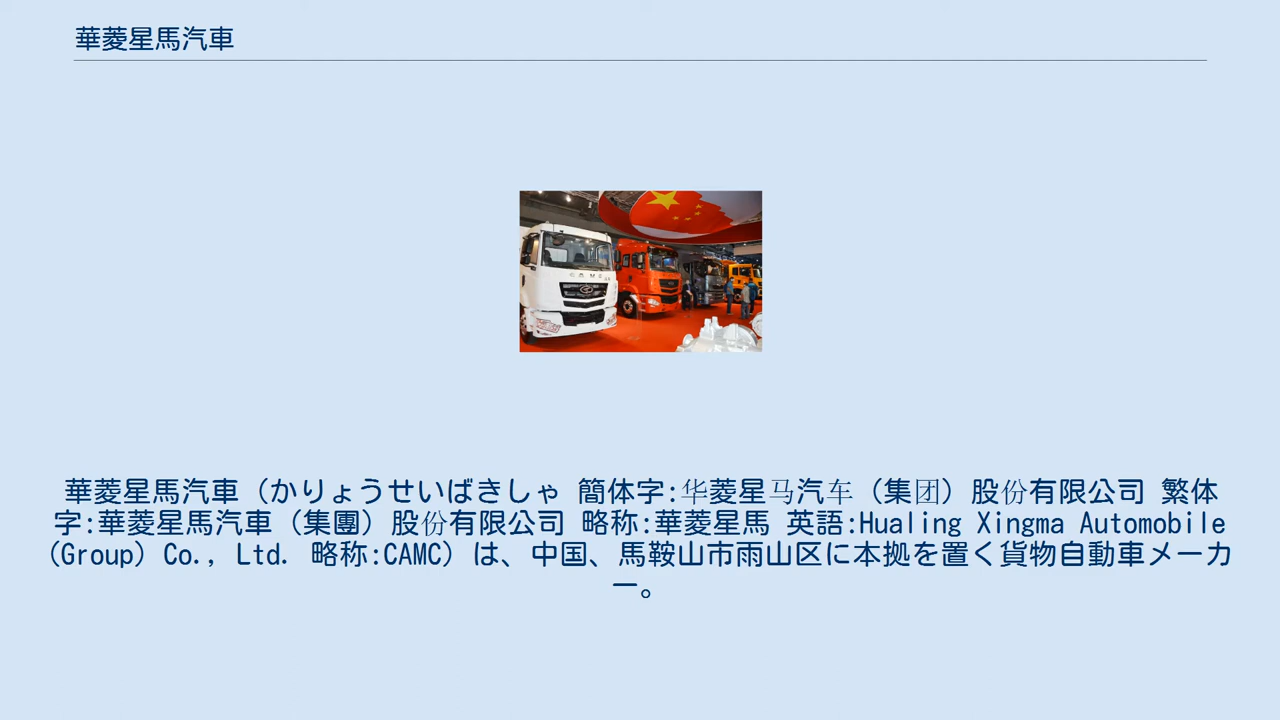 華菱星馬汽車
華菱星馬汽車（かりょうせいばきしゃ 簡体字:华菱星马汽车（集团）股份有限公司 繁体
字:華菱星馬汽車（集團）股份有限公司 略称:華菱星馬 英語:Hualing Xingma Automobile
(Group) Co., Ltd. 略称:CAMC）は、中国、馬鞍山市雨山区に本拠を置く貨物自動車メーカ
ー。